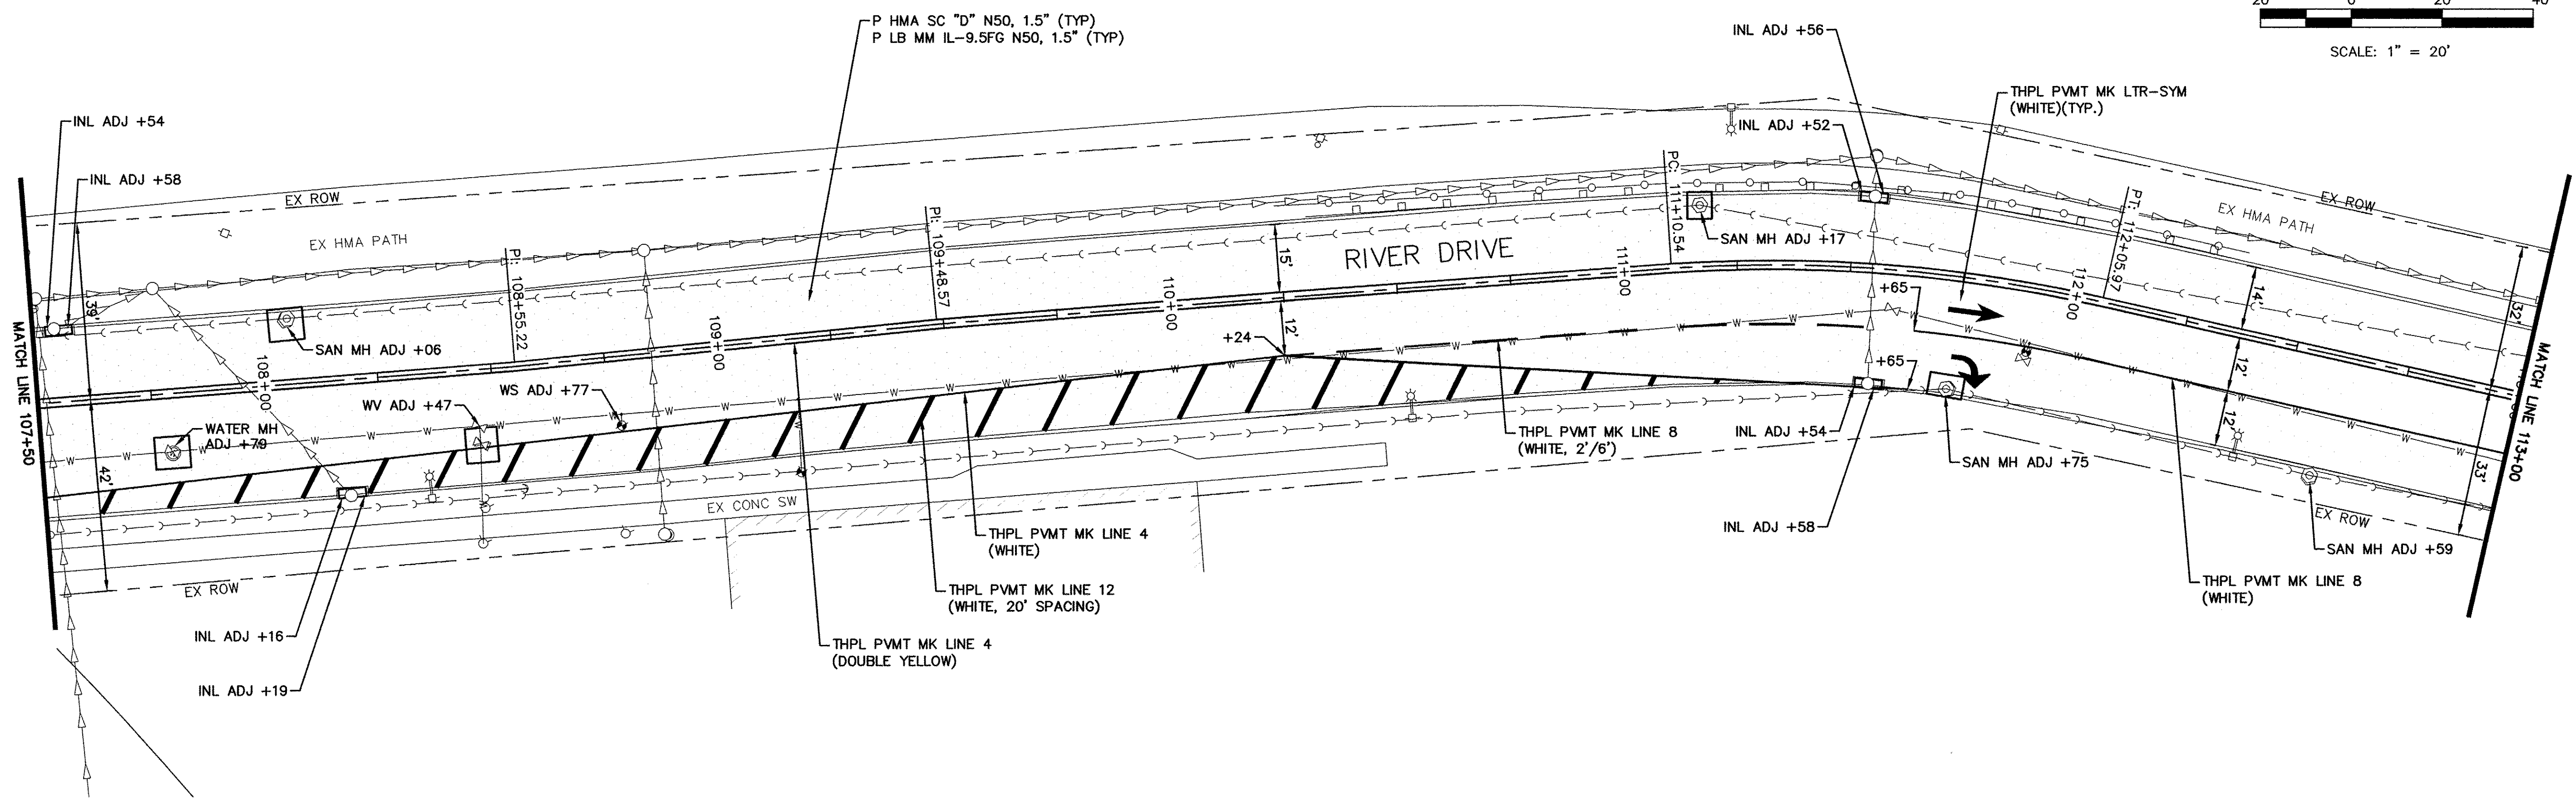 P HMA SC "D" N50, 1.5" (TYP)
P LB MM IL-9.5FG N50, 1.5" (TYP)
20'
0
20'
40'
SCALE: 1" = 20'
INL ADJ +56
THPL PVMT MK LTR-SYM
(WHITE)(TYP.)
INL ADJ +54
INL ADJ +52
INL ADJ +58
EX ROW
EX HMA PATH
PI: 108+55.22
PI: 109+48.57
PC: 111+10.54
PT: 112+05.97
EX ROW
EX HMA PATH
RIVER DRIVE
SAN MH ADJ +17
15'
12'
14'
32'
39'
MATCH LINE 107+50
SAN MH ADJ +06
108+00
109+00
110+00
111+00
112+00
+65
+24
+65
12'
MATCH LINE 113+00
WS ADJ +77
WV ADJ +47
WATER MH
ADJ +79
42'
12'
33'
INL ADJ +54
THPL PVMT MK LINE 8
(WHITE, 2'/6')
SAN MH ADJ +75
EX CONC SW
INL ADJ +58
EX ROW
THPL PVMT MK LINE 4
(WHITE)
SAN MH ADJ +59
EX ROW
THPL PVMT MK LINE 12
(WHITE, 20' SPACING)
THPL PVMT MK LINE 8
(WHITE)
INL ADJ +16
THPL PVMT MK LINE 4
(DOUBLE YELLOW)
INL ADJ +19